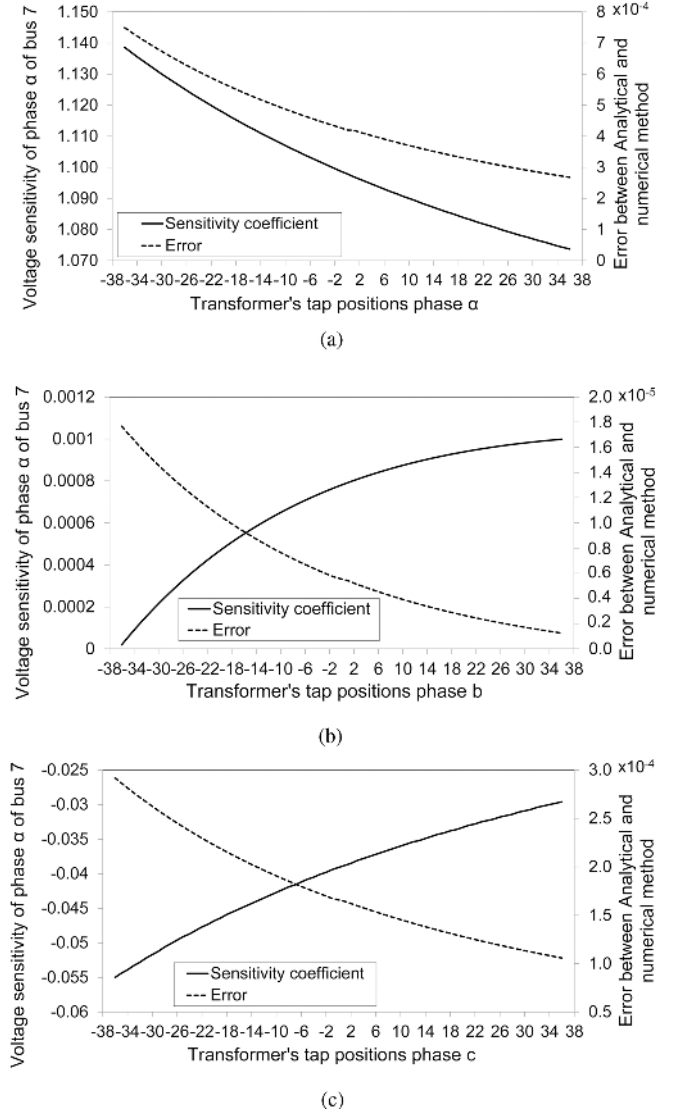 Voltage sensitivity of phase α of bus 7
1.150
1.140
1.130
1.120
1.110
1.100
1.090
1.080
1.070
Sensitivity coefficient
Error
-38-34-30-26-22-18-14-10 -6 -2 2 6 10 14 18 22 26 30 34 38
Transformer's tap positions phase α
8 x10-4
7
6
5
4
3
2
1
0
Error between Analytical and
numerical method
(a)
Voltage sensitivity of phase α of bus 7
0.0012
0.001
0.0008
0.0006
0.0004
0.0002
0
Sensitivity coefficient
Error
-38-34-30-26-22-18-14-10 -6 -2 2 6 10 14 18 22 26 30 34 38
Transformer's tap positions phase b
2.0 x10-5
1.8
1.6
1.4
1.2
1.0
0.8
0.6
0.4
0.2
0.0
Error between Analytical and
numerical method
(b)
Voltage sensitivity of phase α of bus 7
-0.025
-0.03
-0.035
-0.04
-0.045
-0.05
-0.055
-0.06
Sensitivity coefficient
Error
-38-34-30-26-22-18-14-10 -6 -2 2 6 10 14 18 22 26 30 34 38
Transformer's tap positions phase c
3.0 x10-4
2.5
2.0
1.5
1.0
0.5
Error between Analytical and
numerical method
(c)